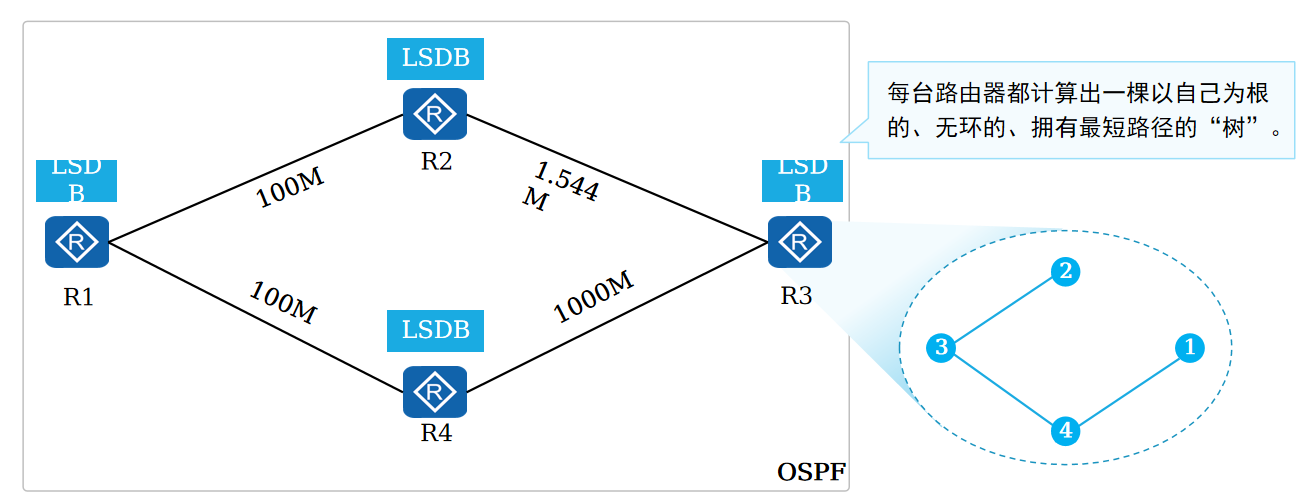 LSDB
R
R2
每台路由器都计算出一棵以自己为根
的、无环的、拥有最短路径的“树”。
LSD
B
R
R1
100M
1.544
M
LSD
B
R
R3
100M
1000M
LSDB
R
R4
OSPF
2
3
1
4